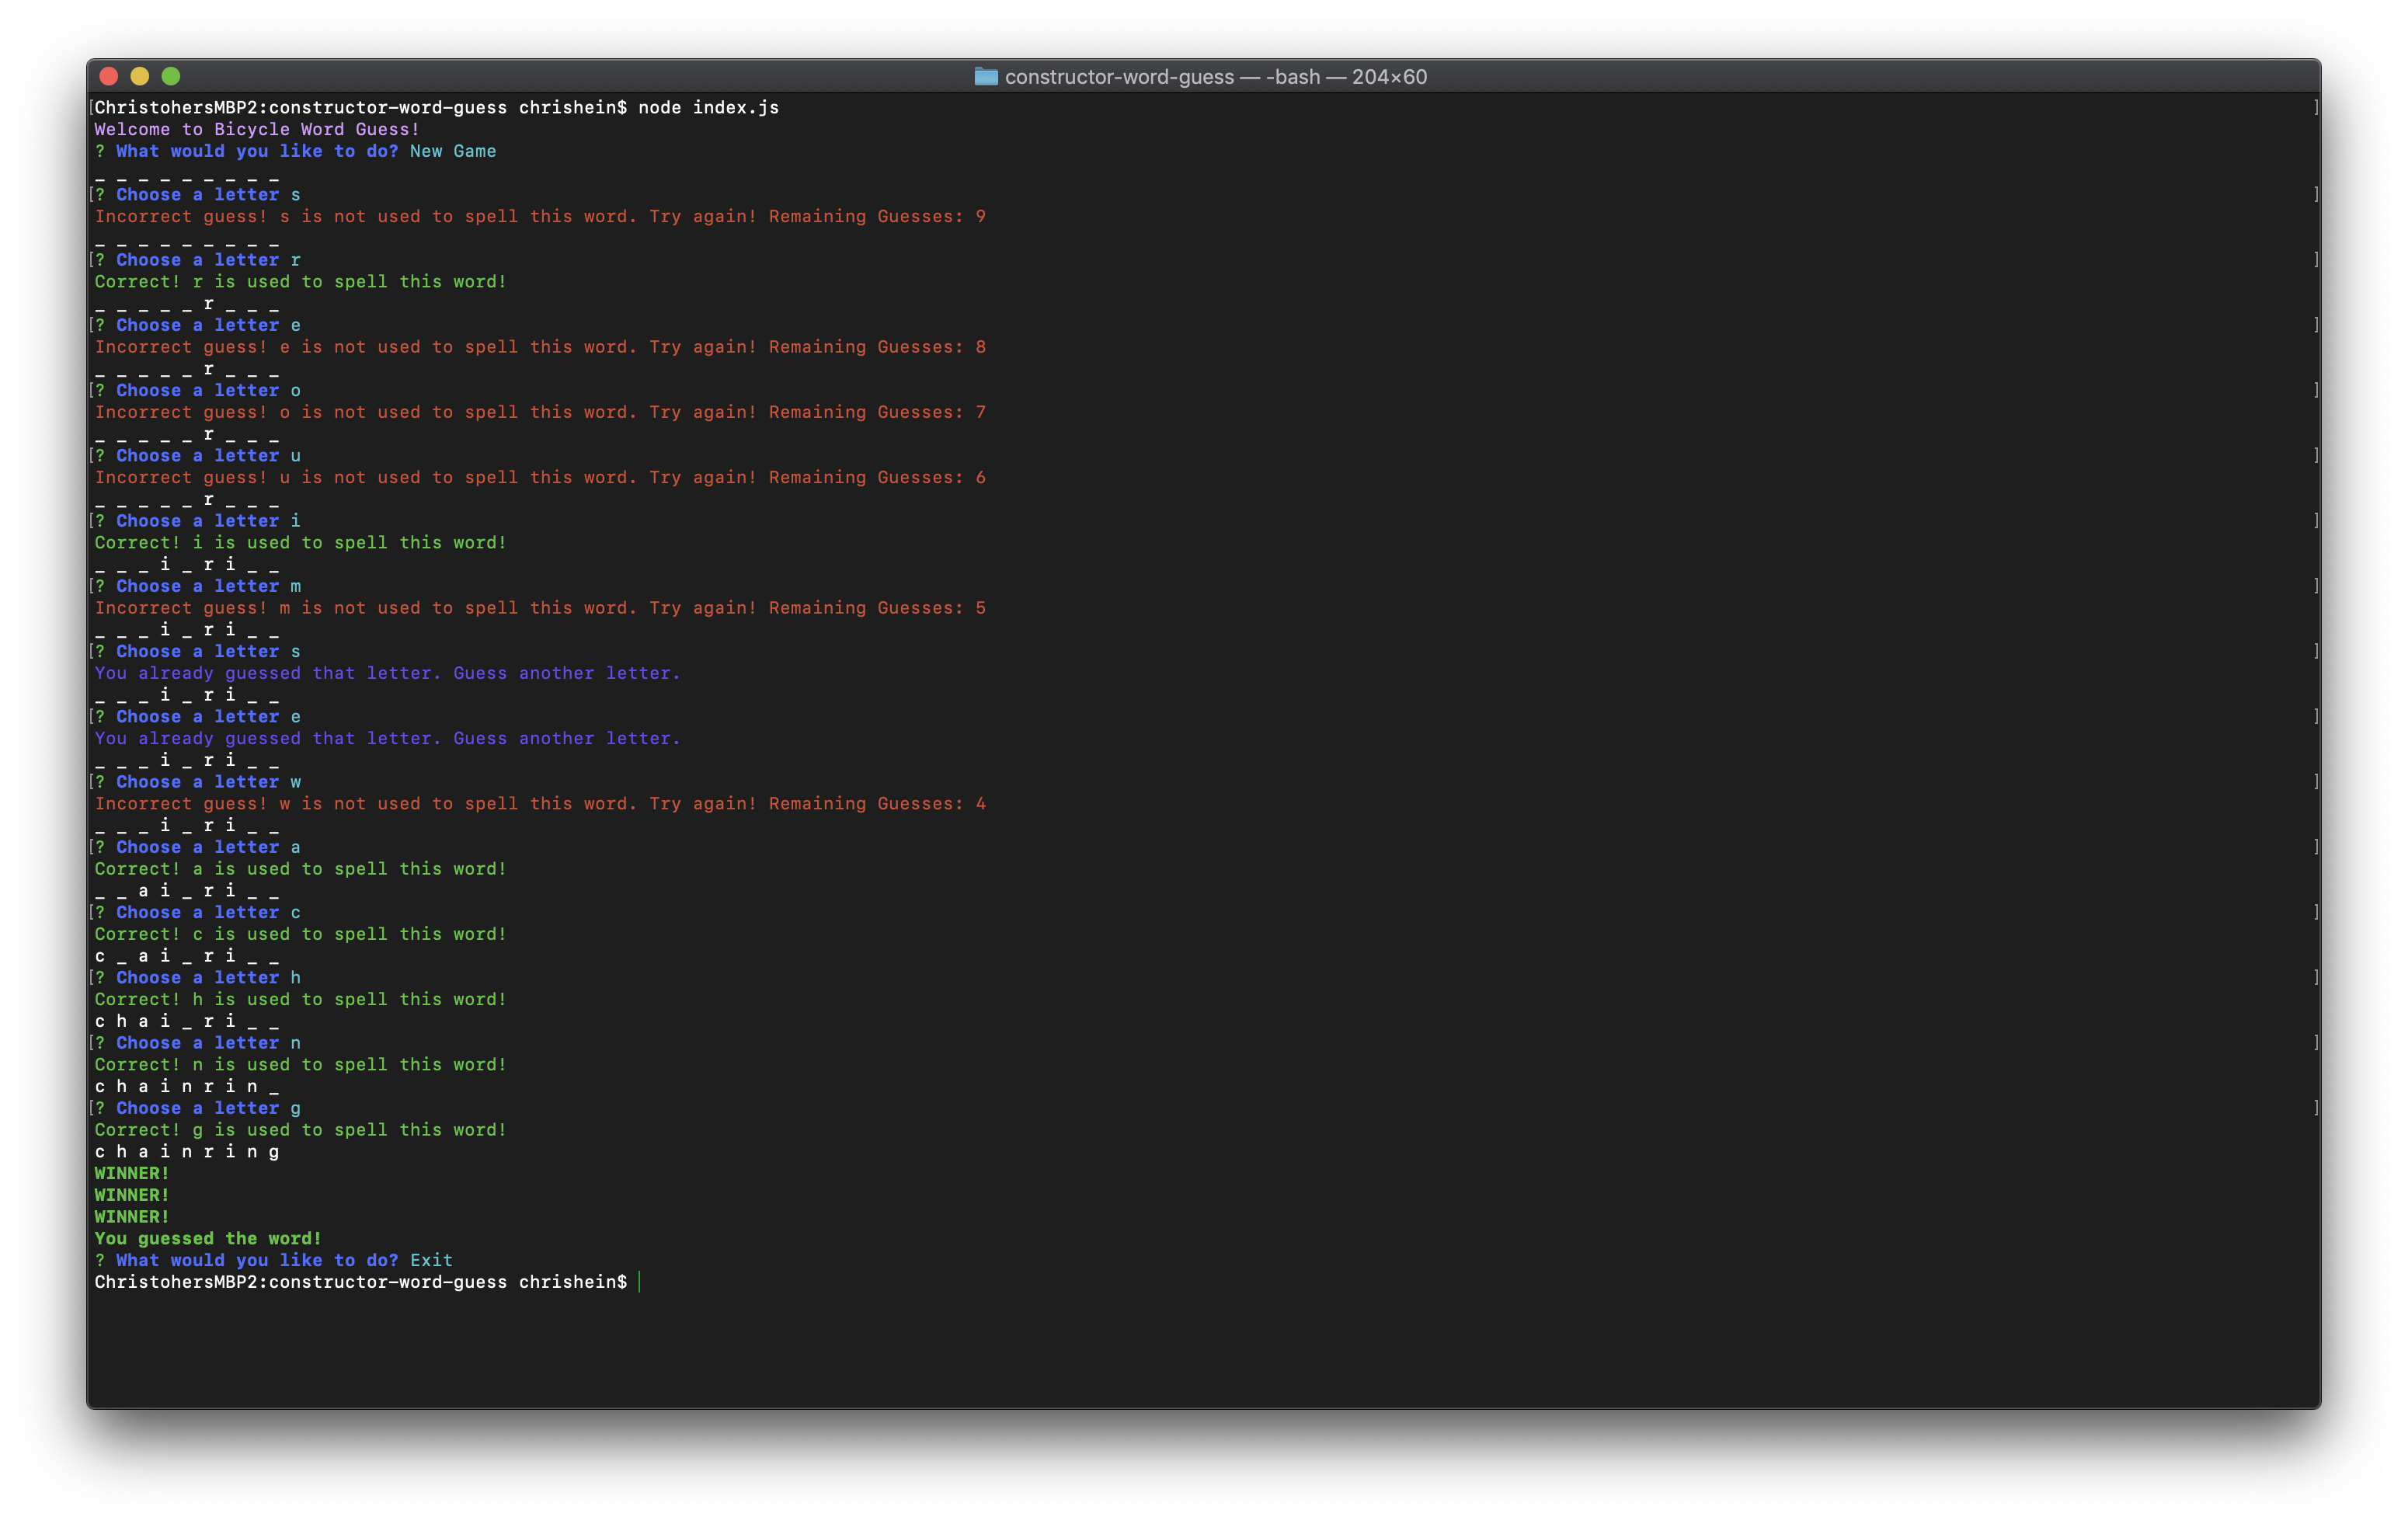 constructor-word-guess — -bash — 204×60
ChristohersMBP2:constructor-word-guess chrishein$ node index.js
Welcome to Bicycle Word Guess!
? What would you like to do? New Game
_ _ _ _ _ _ _ _ _
? Choose a letter s
Incorrect guess! s is not used to spell this word. Try again! Remaining Guesses: 9
_ _ _ _ _ _ _ _ _
? Choose a letter r
Correct! r is used to spell this word!
_ _ _ _ _ r _ _ _
? Choose a letter e
Incorrect guess! e is not used to spell this word. Try again! Remaining Guesses: 8
_ _ _ _ _ r _ _ _
? Choose a letter o
Incorrect guess! o is not used to spell this word. Try again! Remaining Guesses: 7
_ _ _ _ _ r _ _ _
? Choose a letter u
Incorrect guess! u is not used to spell this word. Try again! Remaining Guesses: 6
_ _ _ _ _ r _ _ _
? Choose a letter i
Correct! i is used to spell this word!
_ _ _ i _ r i _ _
? Choose a letter m
Incorrect guess! m is not used to spell this word. Try again! Remaining Guesses: 5
_ _ _ i _ r i _ _
? Choose a letter s
You already guessed that letter. Guess another letter.
_ _ _ i _ r i _ _
? Choose a letter e
You already guessed that letter. Guess another letter.
_ _ _ i _ r i _ _
? Choose a letter w
Incorrect guess! w is not used to spell this word. Try again! Remaining Guesses: 4
_ _ _ i _ r i _ _
? Choose a letter a
Correct! a is used to spell this word!
_ _ a i _ r i _ _
? Choose a letter c
Correct! c is used to spell this word!
c _ a i _ r i _ _
? Choose a letter h
Correct! h is used to spell this word!
c h a i _ r i _ _
? Choose a letter n
Correct! n is used to spell this word!
c h a i n r i n _
? Choose a letter g
Correct! g is used to spell this word!
c h a i n r i n g
WINNER!
WINNER!
WINNER!
You guessed the word!
? What would you like to do? Exit
ChristohersMBP2:constructor-word-guess chrishein$